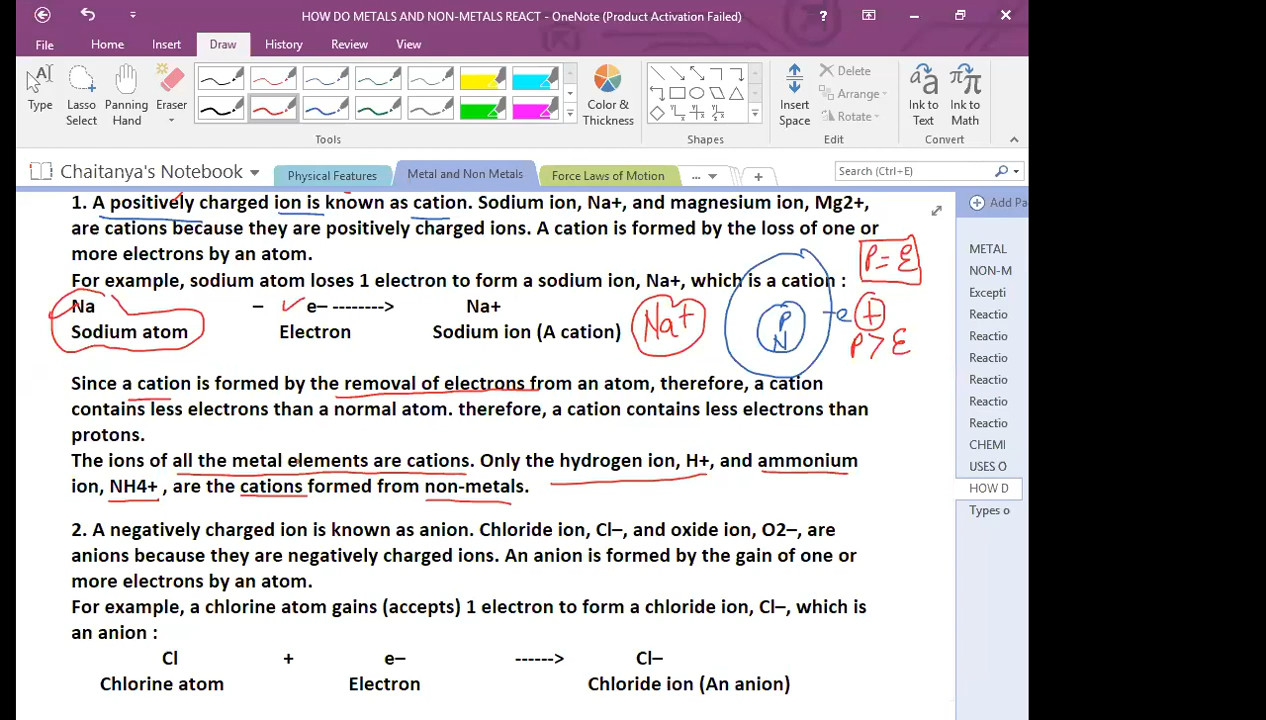 HOW DO METALS AND NON-METALS REACT - OneNote (Product Activation Failed)
?
File Home Insert Draw History Review View
Type Lasso Select Panning Hand Eraser
Color & Thickness
Insert Space
Delete
Arrange
Rotate
Ink to Text Ink to Math
Tools Shapes Edit Convert
Chaitanya's Notebook Physical Features Metal and Non Metals Force Laws of Motion ... + Search (Ctrl+E)
Add Pa
METAL
NON-M
Excepti
Reactio
Reactio
Reactio
Reactio
Reactio
Reactio
CHEMI
USES O
HOW D
Types o
1. A positively charged ion is known as cation. Sodium ion, Na+, and magnesium ion, Mg2+,
are cations because they are positively charged ions. A cation is formed by the loss of one or
more electrons by an atom.
For example, sodium atom loses 1 electron to form a sodium ion, Na+, which is a cation :
Na – e– --------> Na+
Sodium atom Electron Sodium ion (A cation)
Na+
P
N
-e
+
P=
P>
Since a cation is formed by the removal of electrons from an atom, therefore, a cation
contains less electrons than a normal atom. therefore, a cation contains less electrons than
protons.
The ions of all the metal elements are cations. Only the hydrogen ion, H+, and ammonium
ion, NH4+ , are the cations formed from non-metals.
2. A negatively charged ion is known as anion. Chloride ion, Cl–, and oxide ion, O2–, are
anions because they are negatively charged ions. An anion is formed by the gain of one or
more electrons by an atom.
For example, a chlorine atom gains (accepts) 1 electron to form a chloride ion, Cl–, which is
an anion :
Cl + e– ------> Cl–
Chlorine atom Electron Chloride ion (An anion)